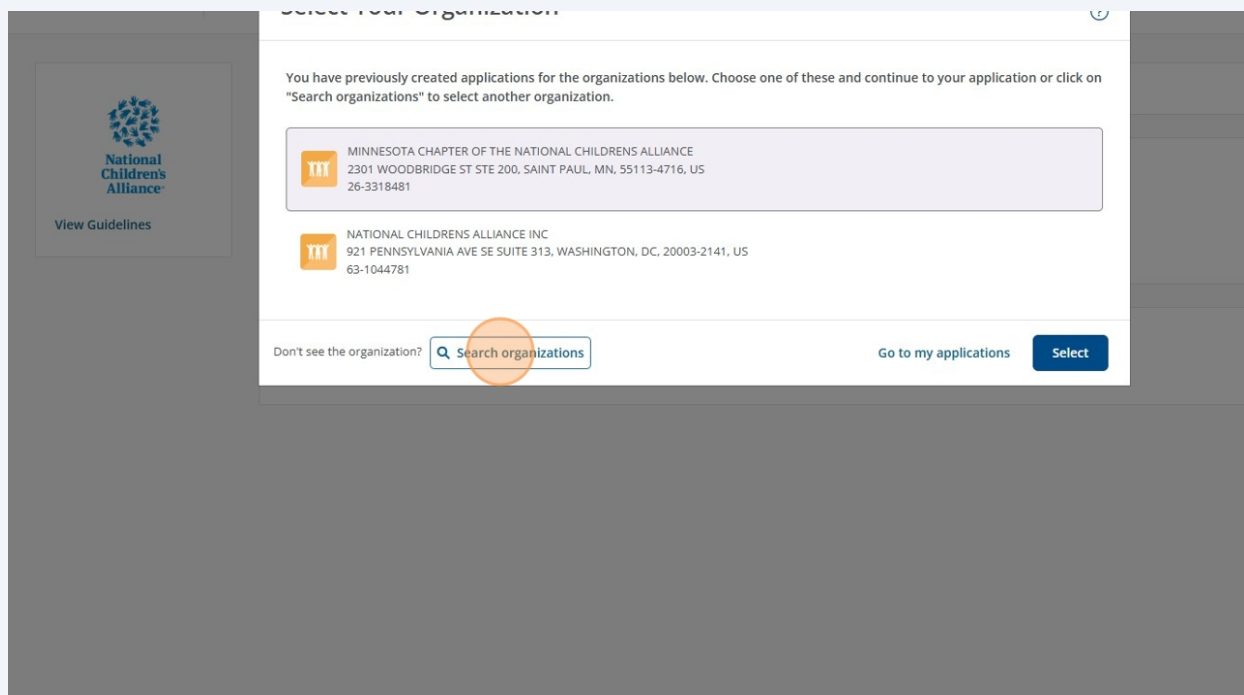 Select Your Organization
National
Children's
Alliance
View Guidelines
You have previously created applications for the organizations below. Choose one of these and continue to your application or click on
"Search organizations" to select another organization.
MINNESOTA CHAPTER OF THE NATIONAL CHILDRENS ALLIANCE
2301 WOODBRIDGE ST STE 200, SAINT PAUL, MN, 55113-4716, US
26-3318481
NATIONAL CHILDRENS ALLIANCE INC
921 PENNSYLVANIA AVE SE SUITE 313, WASHINGTON, DC, 20003-2141, US
63-1044781
Don't see the organization? Search organizations Go to my applications Select